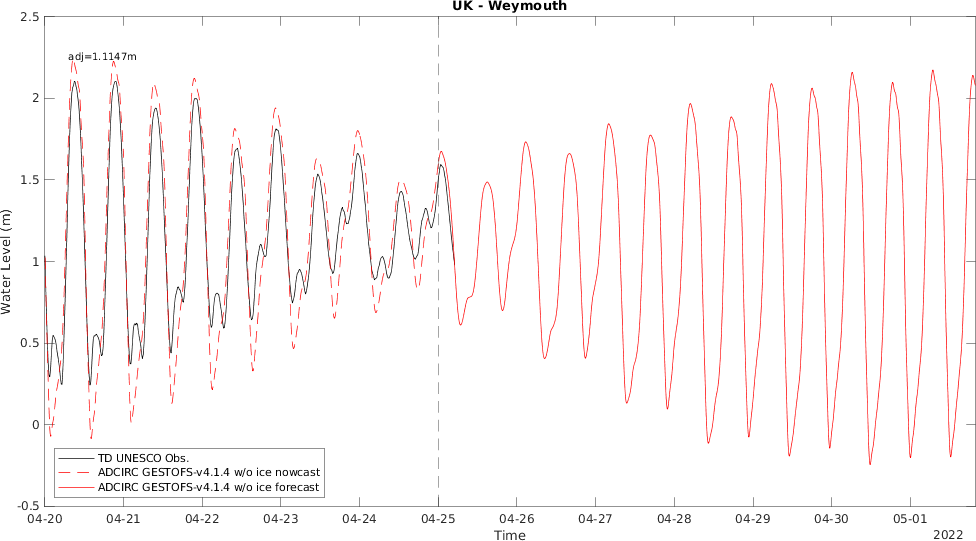 UK - Weymouth
2.5
adj=1.1147m
2
1.5
1
0.5
0
-0.5
Water Level (m)
TD UNESCO Obs.
ADCIRC GESTOFS-v4.1.4 w/o ice nowcast
ADCIRC GESTOFS-v4.1.4 w/o ice forecast
04-20 04-21 04-22 04-23 04-24 04-25 04-26 04-27 04-28 04-29 04-30 05-01
Time
2022